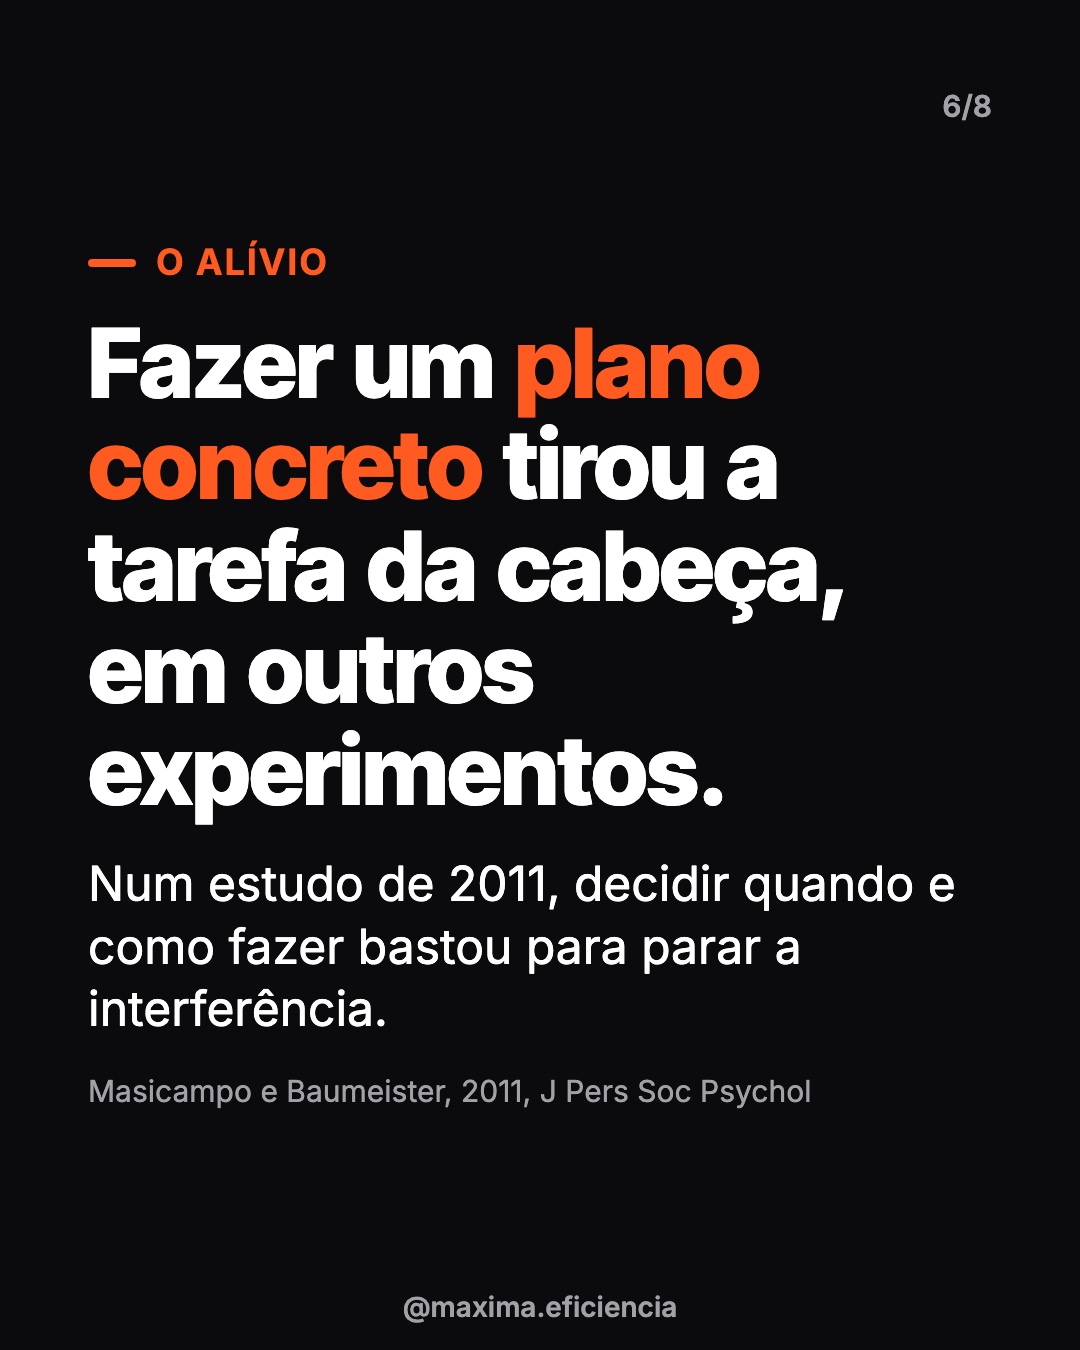 6/8
O ALÍVIO
Fazer um plano
concreto tirou a
tarefa da cabeça,
em outros
experimentos.
Num estudo de 2011, decidir quando e
como fazer bastou para parar a
interferência.
Masicampo e Baumeister, 2011, J Pers Soc Psychol
@maxima.eficiencia